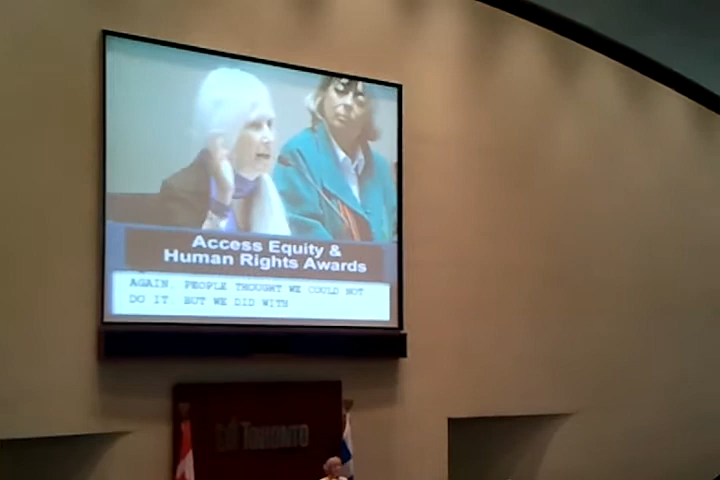 Access Equity &
Human Rights Awards
AGAIN. PEOPLE THOUGHT WE COULD NOT
DO IT. BUT WE DID WITH
TORONTO